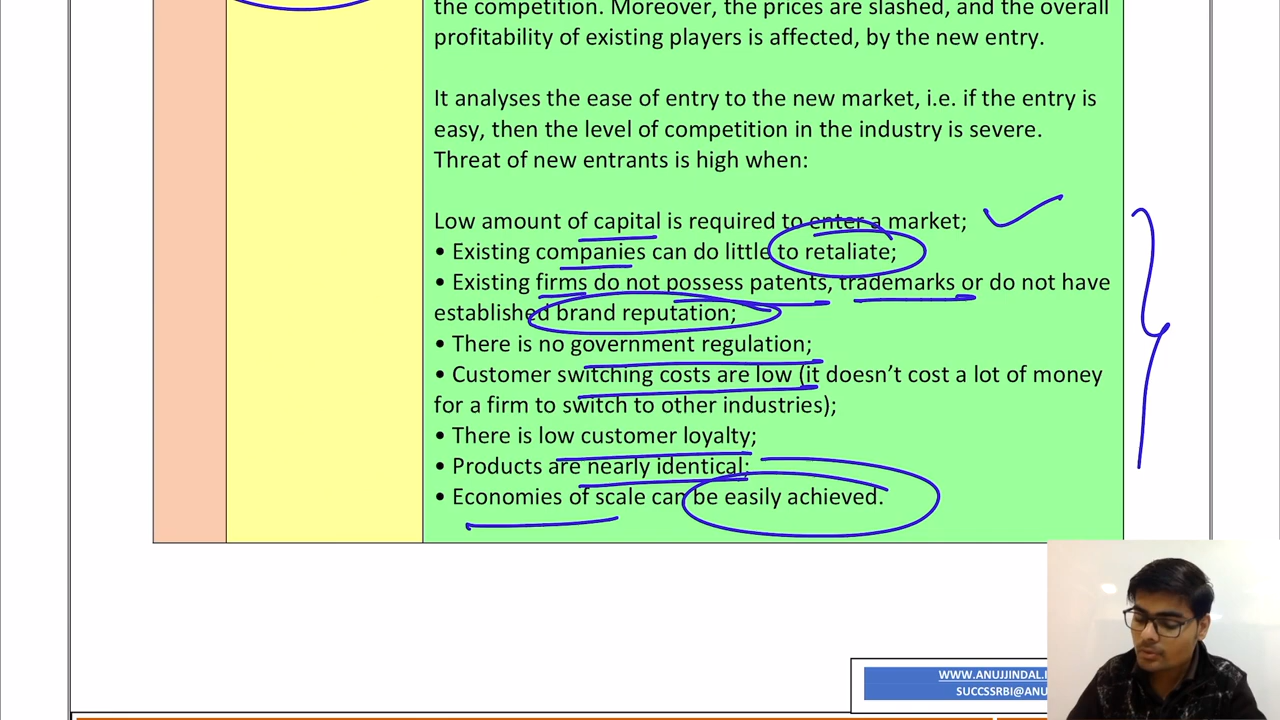 the competition. Moreover, the prices are slashed, and the overall
profitability of existing players is affected, by the new entry.
It analyses the ease of entry to the new market, i.e. if the entry is
easy, then the level of competition in the industry is severe.
Threat of new entrants is high when:
Low amount of capital is required to enter a market;
• Existing companies can do little to retaliate;
• Existing firms do not possess patents, trademarks or do not have
established brand reputation;
• There is no government regulation;
• Customer switching costs are low (it doesn’t cost a lot of money
for a firm to switch to other industries);
• There is low customer loyalty;
• Products are nearly identical;
• Economies of scale can be easily achieved.
WWW.ANUJJINDAL.I
SUCCSSRBI@ANU